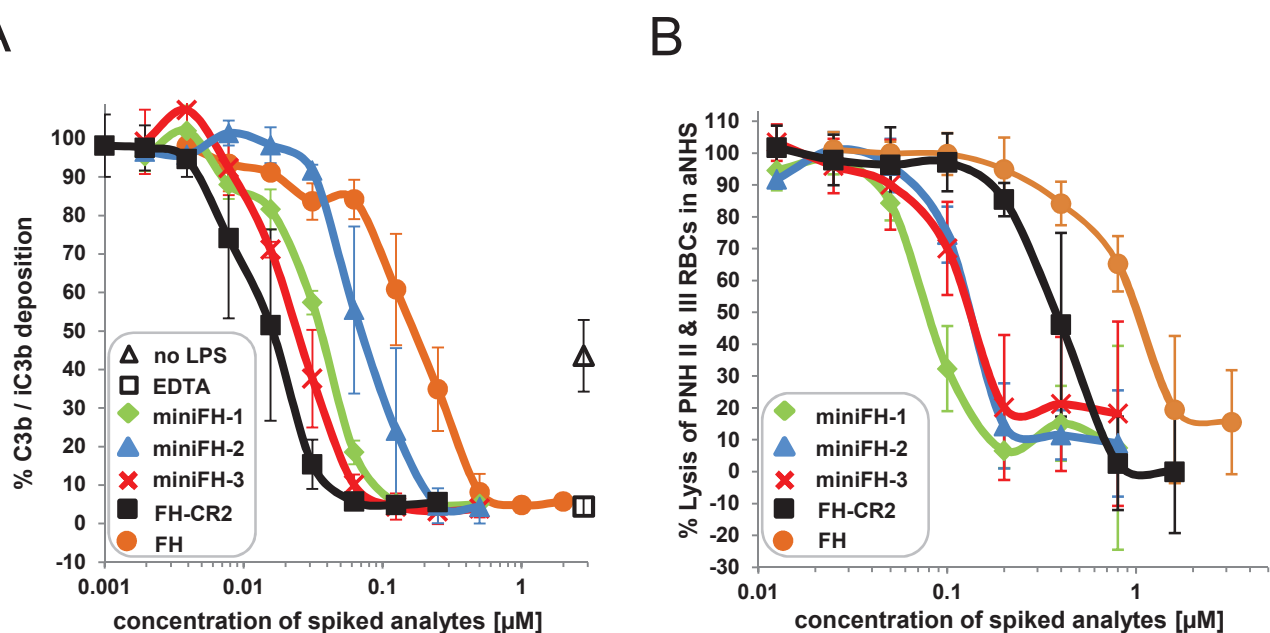 A
B
% C3b / iC3b deposition
100
90
80
70
60
50
40
30
20
10
0
-10
0.001
0.01
0.1
1
concentration of spiked analytes [µM]
no LPS
EDTA
miniFH-1
miniFH-2
miniFH-3
FH-CR2
FH
% Lysis of PNH II & III RBCs in aNHS
110
100
90
80
70
60
50
40
30
20
10
0
-10
-20
-30
0.01
0.1
1
concentration of spiked analytes [µM]
miniFH-1
miniFH-2
miniFH-3
FH-CR2
FH